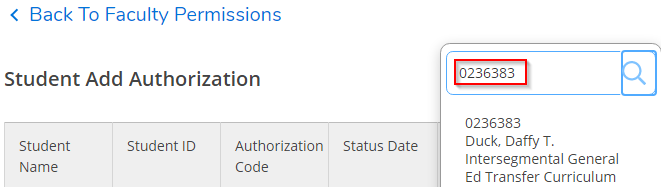 Back To Faculty Permissions
Student Add Authorization
0236383
0236383
Duck, Daffy T.
Intersegmental General
Ed Transfer Curriculum
Student Name
Student ID
Authorization Code
Status Date